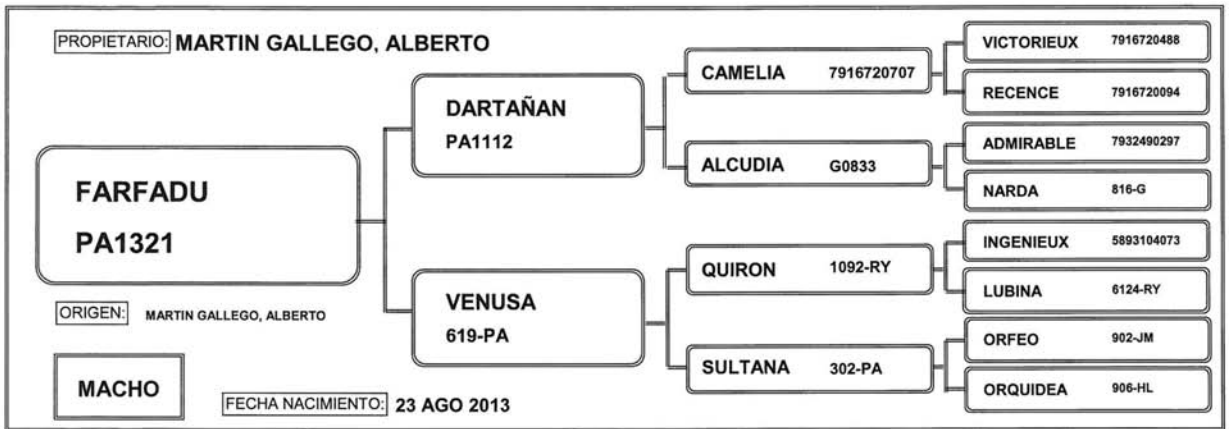 PROPIETARIO: MARTIN GALLEGO, ALBERTO
FARFADU
PA1321
ORIGEN: MARTIN GALLEGO, ALBERTO
MACHO
FECHA NACIMIENTO: 23 AGO 2013
DARTAÑAN
PA1112
VENUSA
619-PA
CAMELIA 7916720707
ALCUDIA G0833
QUIRON 1092-RY
SULTANA 302-PA
VICTORIEUX 7916720488
RECENCE 7916720094
ADMIRABLE 7932490297
NARDA 816-G
INGENIEUX 5893104073
LUBINA 6124-RY
ORFEO 902-JM
ORQUIDEA 906-HL